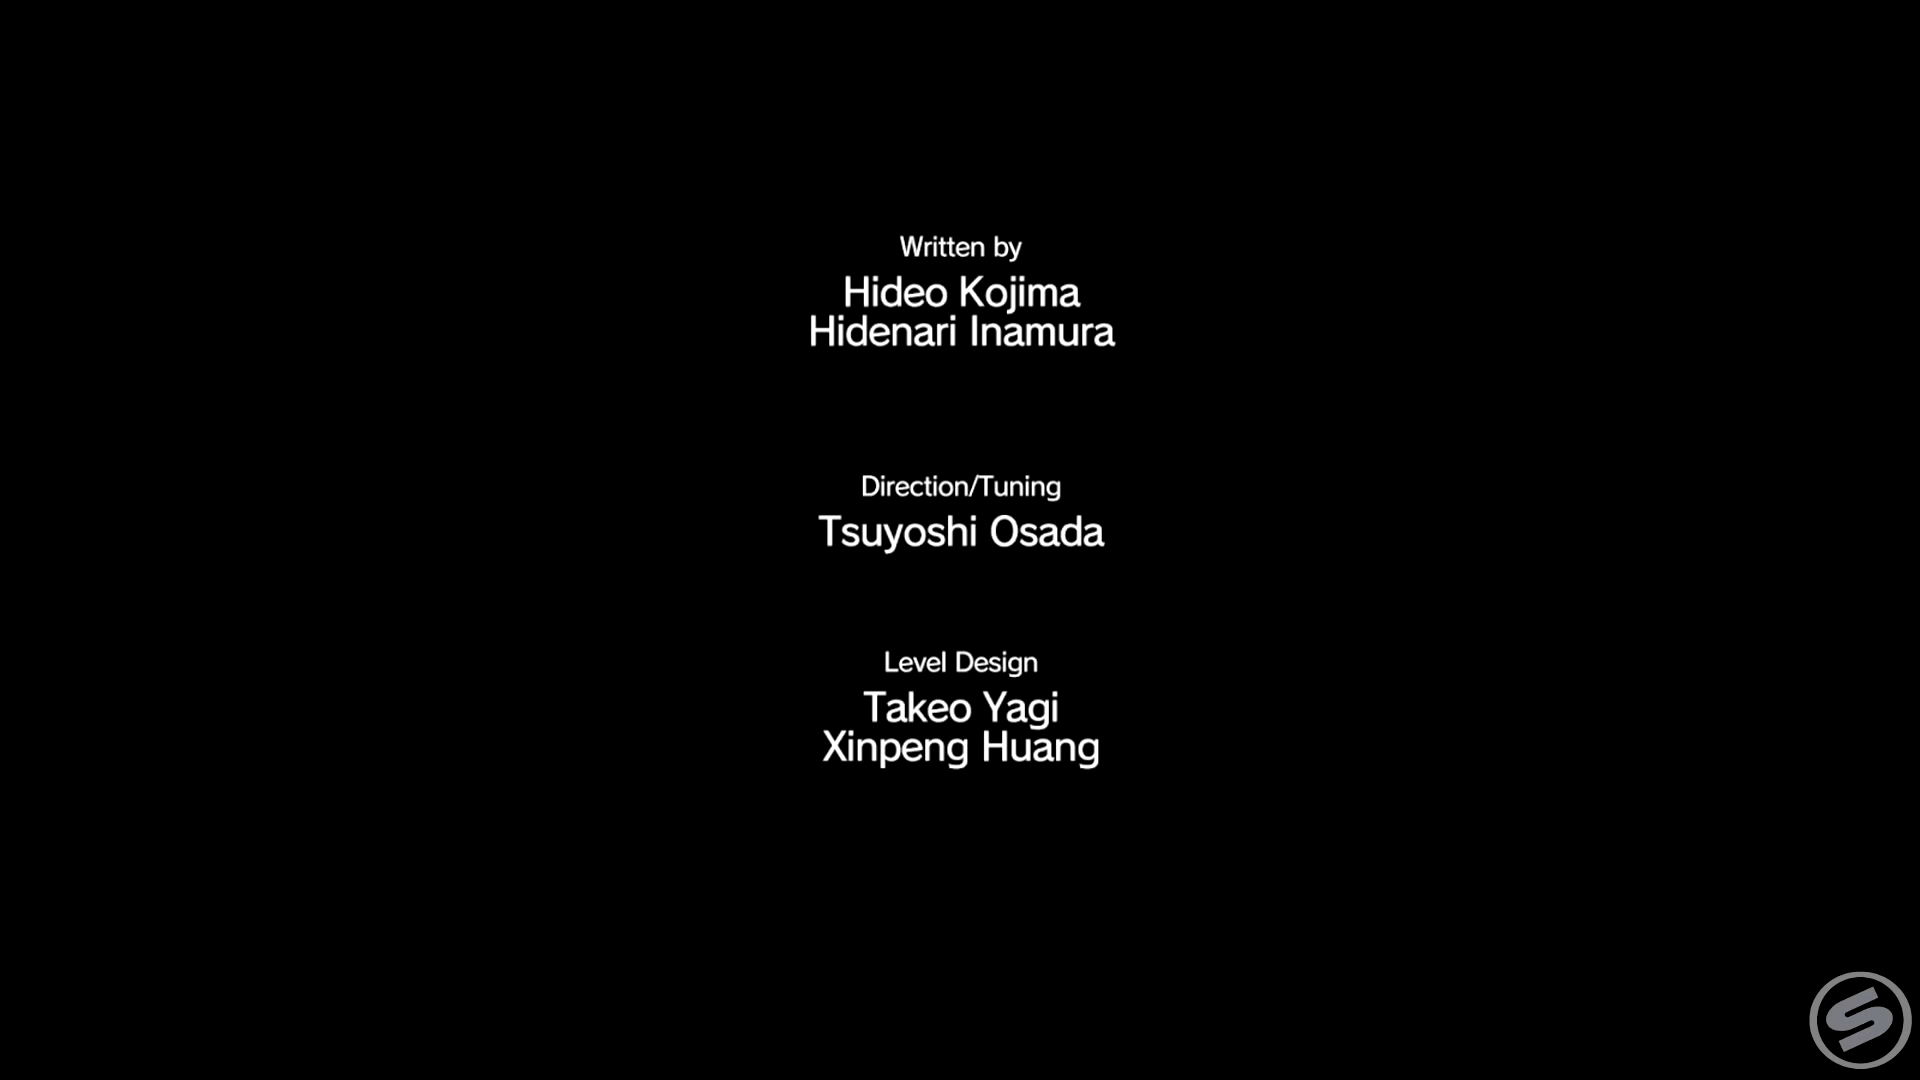 Written by
Hideo Kojima
Hidenari Inamura
Direction/Tuning
Tsuyoshi Osada
Level Design
Takeo Yagi
Xinpeng Huang